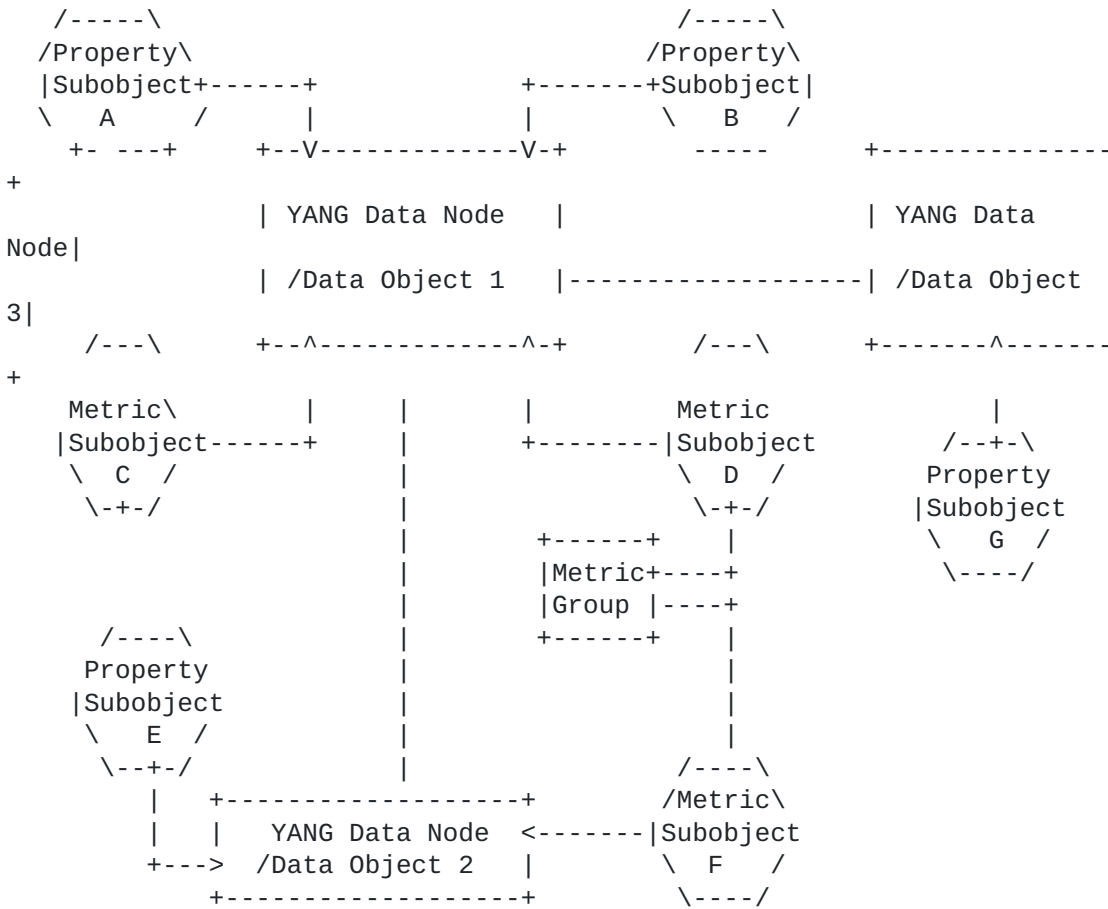 /-----\                                 /-----\
/Property\                             /Property\
|Subobject+------+             +-------+Subobject|
\   A     /      |             |        \   B   /
+- ---+     +--V-------------V-+        -----      +---------------
+
| YANG Data Node   |                   | YANG Data
Node|
| /Data Object 1   |-------------------| /Data Object
3|
/---\      +--^-------------^-+        /---\      +-------^-------
+
Metric\        |     |       |         Metric              |
|Subobject------+     |       +--------|Subobject        /--+-\
\  C  /              |                 \  D  /         Property
\-+-/               |                  \-+-/         |Subobject
|        +------+    |            \   G  /
|        |Metric+----+             \----/
|        |Group |----+
/----\             |        +------+    |
Property            |                    |
|Subobject           |                    |
\   E  /            |                    |
\--+-/             |                 /----\
|   +-------------------+        /Metric\
|   |   YANG Data Node  <-------|Subobject
+--->  /Data Object 2   |        \  F   /
+-------------------+         \----/